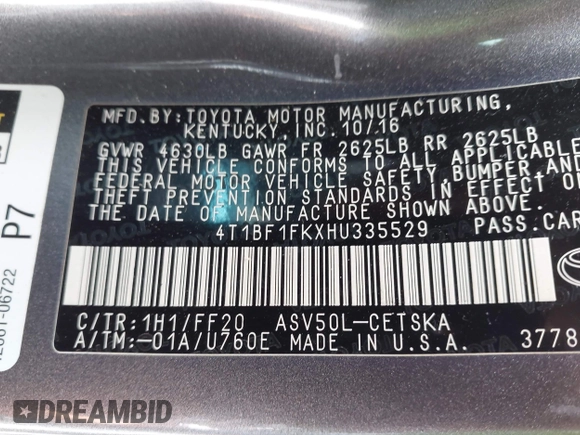 MFD. BY: TOYOTA MOTOR MANUFACTURING,
KENTUCKY, INC. 10/16
GVWR 4630LB GAWR FR 2625LB RR 2625LB
THIS VEHICLE CONFORMS TO ALL APPLICABLE
FEDERAL MOTOR VEHICLE SAFETY, BUMPER, AND
THEFT PREVENTION STANDARDS IN EFFECT O
THE DATE OF MANUFACTURE SHOWN ABOVE.
4T1BF1FKXHU335529 PASS. CAR
C/TR: 1H1/FF20 ASV50L-CETSKA
A/TM: -01A/U760E MADE IN U.S.A. 3778
P7
06722
DREAMBID